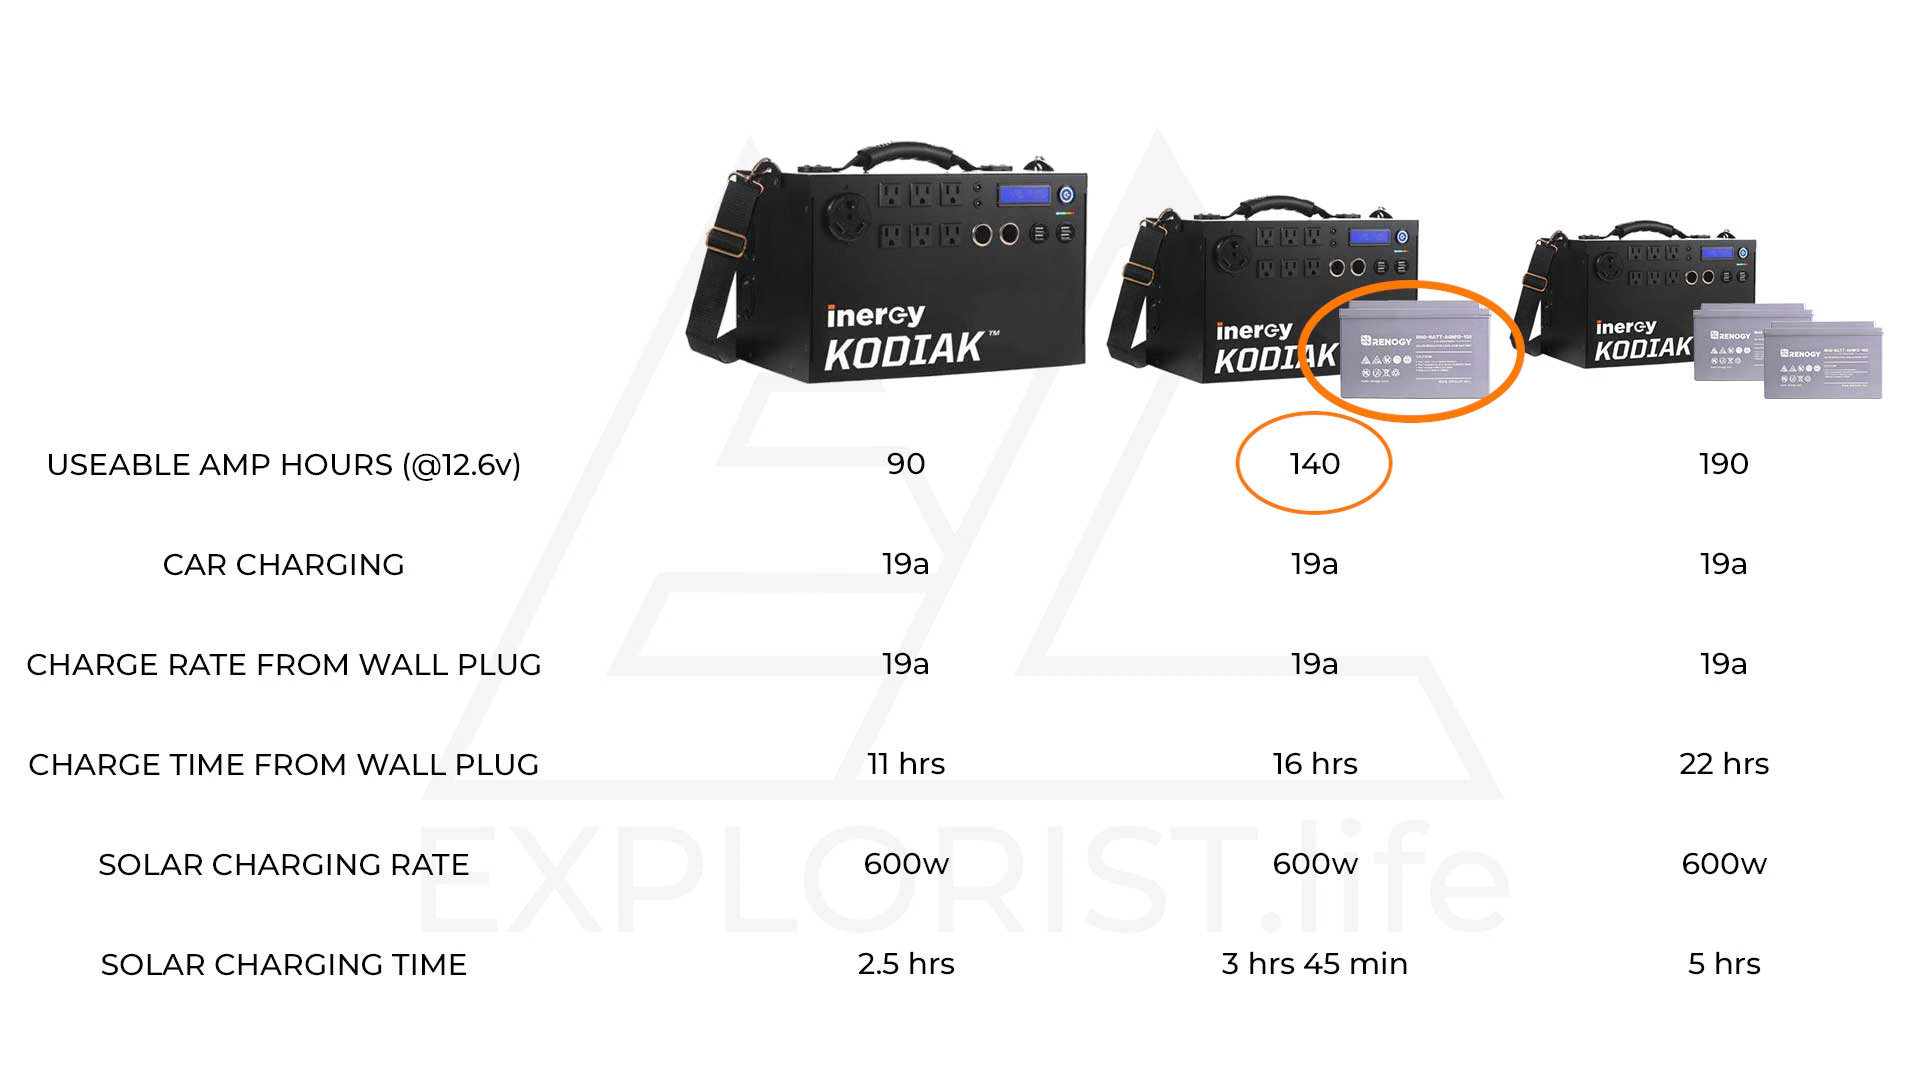 inergy
KODIAK™
inergy
KODIAK
RENOGY
inergy
KODIAK
RENOGY
RENOGY
USEABLE AMP HOURS (@12.6v)
90
140
190
CAR CHARGING
19a
19a
19a
CHARGE RATE FROM WALL PLUG
19a
19a
19a
CHARGE TIME FROM WALL PLUG
11 hrs
16 hrs
22 hrs
SOLAR CHARGING RATE
600w
600w
600w
EXPLORIST.life
SOLAR CHARGING TIME
2.5 hrs
3 hrs 45 min
5 hrs